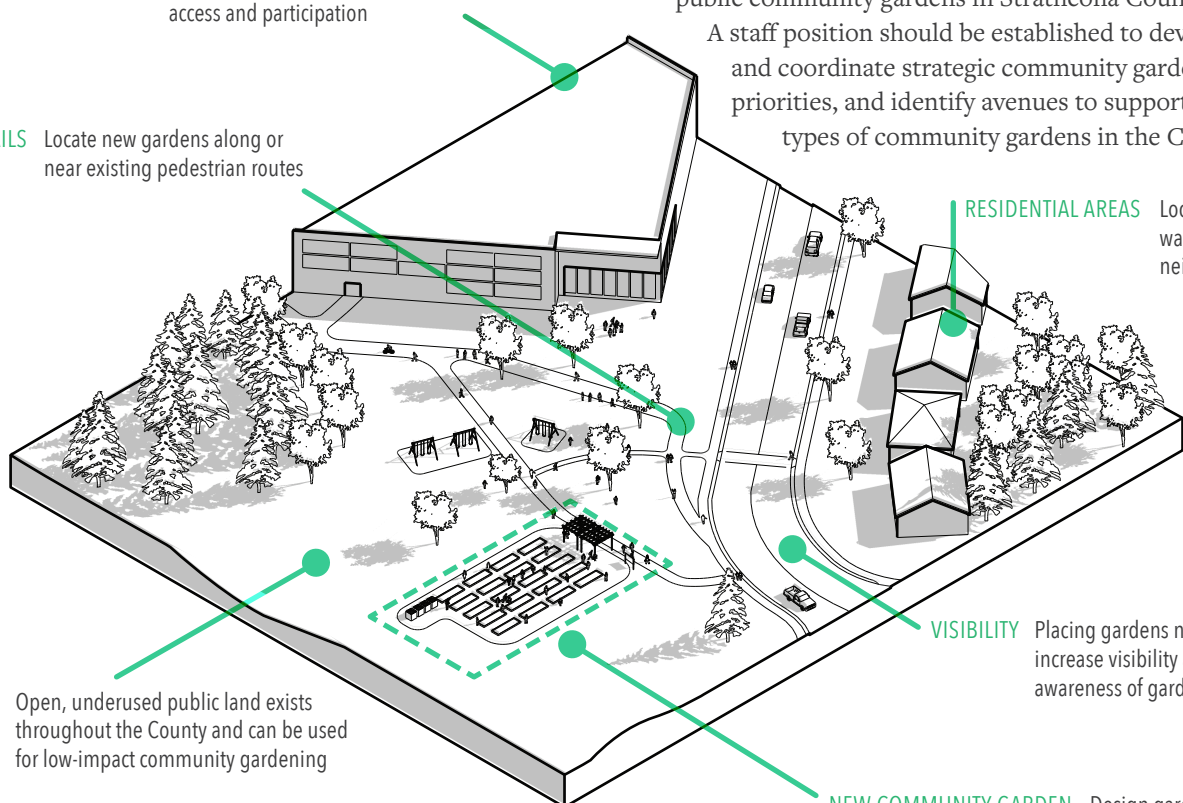 access and participation
public community gardens in Strathcona Coun
A staff position should be established to dev
and coordinate strategic community garde
priorities, and identify avenues to support
types of community gardens in the C
ILS Locate new gardens along or
near existing pedestrian routes
RESIDENTIAL AREAS Loc
wa
nei
VISIBILITY Placing gardens n
increase visibility
awareness of gard
Open, underused public land exists
throughout the County and can be used
for low-impact community gardening
NEW COMMUNITY GARDEN Design gar